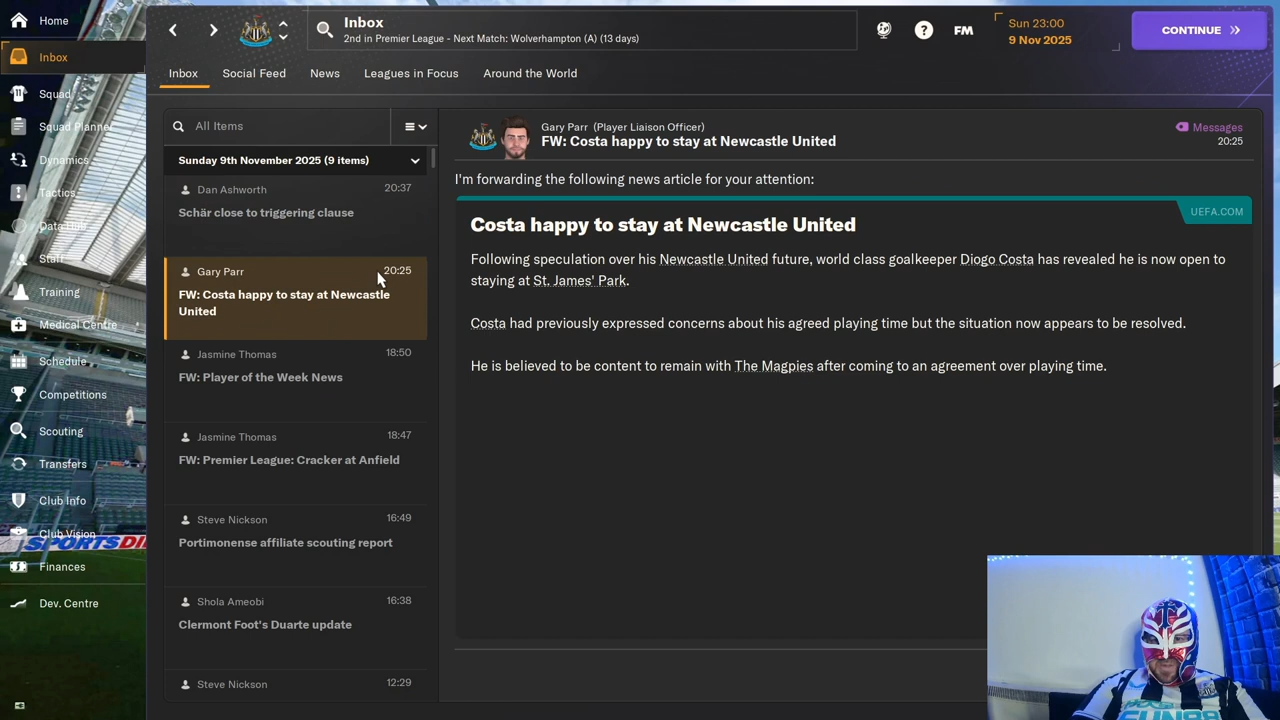 Home
Inbox
Squad
Squad Planner
Dynamics
Tactics
Data Hub
Staff
Training
Medical Centre
Schedule
Competitions
Scouting
Transfers
Club Info
Club Vision
Finances
Dev. Centre
SPORTS DI
Inbox
2nd in Premier League - Next Match: Wolverhampton (A) (13 days)
FM
Sun 23:00
9 Nov 2025
CONTINUE
Inbox
Social Feed
News
Leagues in Focus
Around the World
All Items
Sunday 9th November 2025 (9 items)
Dan Ashworth 20:37
Schär close to triggering clause
Gary Parr 20:25
FW: Costa happy to stay at Newcastle
United
Jasmine Thomas 18:50
FW: Player of the Week News
Jasmine Thomas 18:47
FW: Premier League: Cracker at Anfield
Steve Nickson 16:49
Portimonense affiliate scouting report
Shola Ameobi 16:38
Clermont Foot's Duarte update
Steve Nickson 12:29
Gary Parr (Player Liaison Officer)
FW: Costa happy to stay at Newcastle United
Messages
20:25
I'm forwarding the following news article for your attention:
UEFA.COM
Costa happy to stay at Newcastle United
Following speculation over his Newcastle United future, world class goalkeeper Diogo Costa has revealed he is now open to
staying at St. James' Park.
Costa had previously expressed concerns about his agreed playing time but the situation now appears to be resolved.
He is believed to be content to remain with The Magpies after coming to an agreement over playing time.